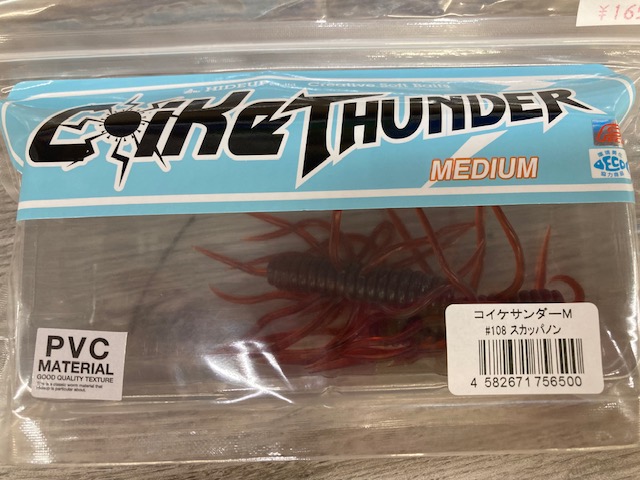 ¥16
HIDEUP Creative Soft Baits
Coike THUNDER
MEDIUM
PVC
MATERIAL
GOOD QUALITY TEXTURE
コイケサンダーM
#108 スカッパノン
4 582671 756500